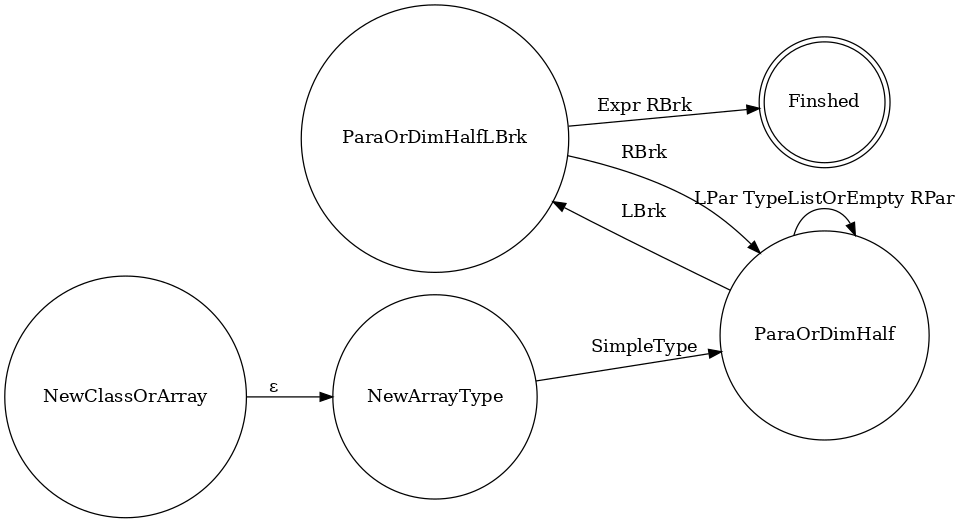 Finshed
Expr RBrk
ParaOrDimHalfLBrk
RBrk
LPar TypeListOrEmpty RPar
LBrk
ParaOrDimHalf
SimpleType
ε
NewClassOrArray
NewArrayType